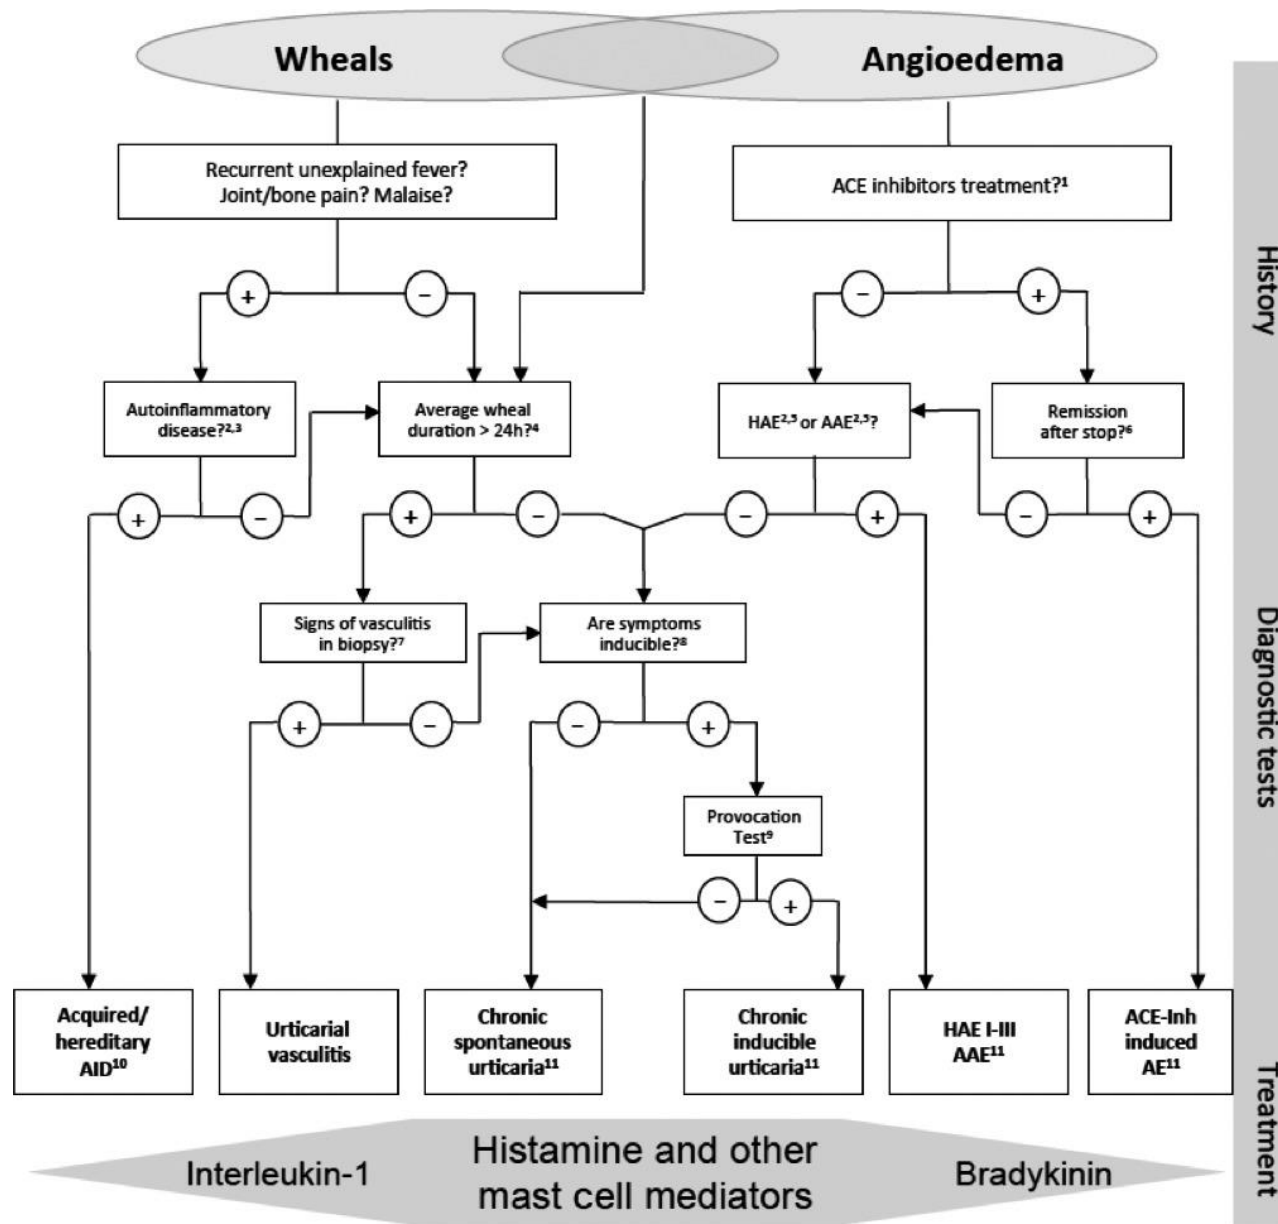 Wheals
Angioedema
Recurrent unexplained fever?
Joint/bone pain? Malaise?
ACE inhibitors treatment?¹
+
−
−
+
Autoinflammatory
disease?²,³
Average wheal
duration > 24h?⁴
HAE²,⁵ or AAE²,⁵?
Remission
after stop?⁶
+
−
+
−
−
+
−
+
Signs of vasculitis
in biopsy?⁷
Are symptoms
inducible?⁸
+
−
−
+
Provocation
Test⁹
−
+
Acquired/
hereditary
AID¹⁰
Urticarial
vasculitis
Chronic
spontaneous
urticaria¹¹
Chronic
inducible
urticaria¹¹
HAE I-III
AAE¹¹
ACE-Inh
induced
AE¹¹
Interleukin-1
Histamine and other
mast cell mediators
Bradykinin
History
Diagnostic tests
Treatment